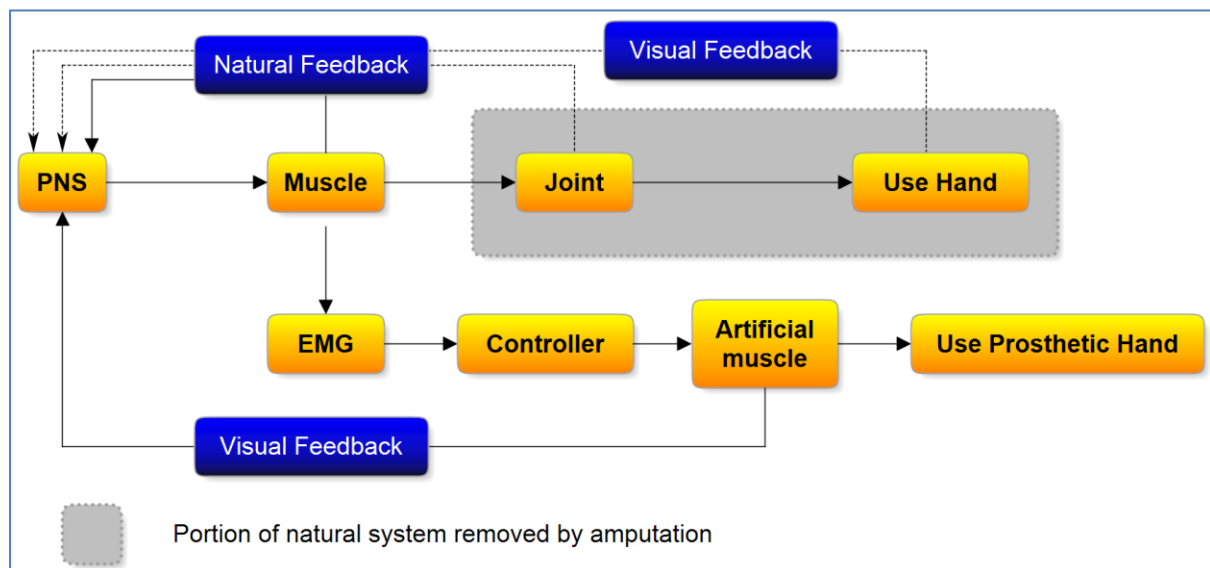 Visual Feedback
Natural Feedback
PNS
Muscle
Joint
Use Hand
EMG
Controller
Artificial
muscle
Use Prosthetic Hand
Visual Feedback
Portion of natural system removed by amputation